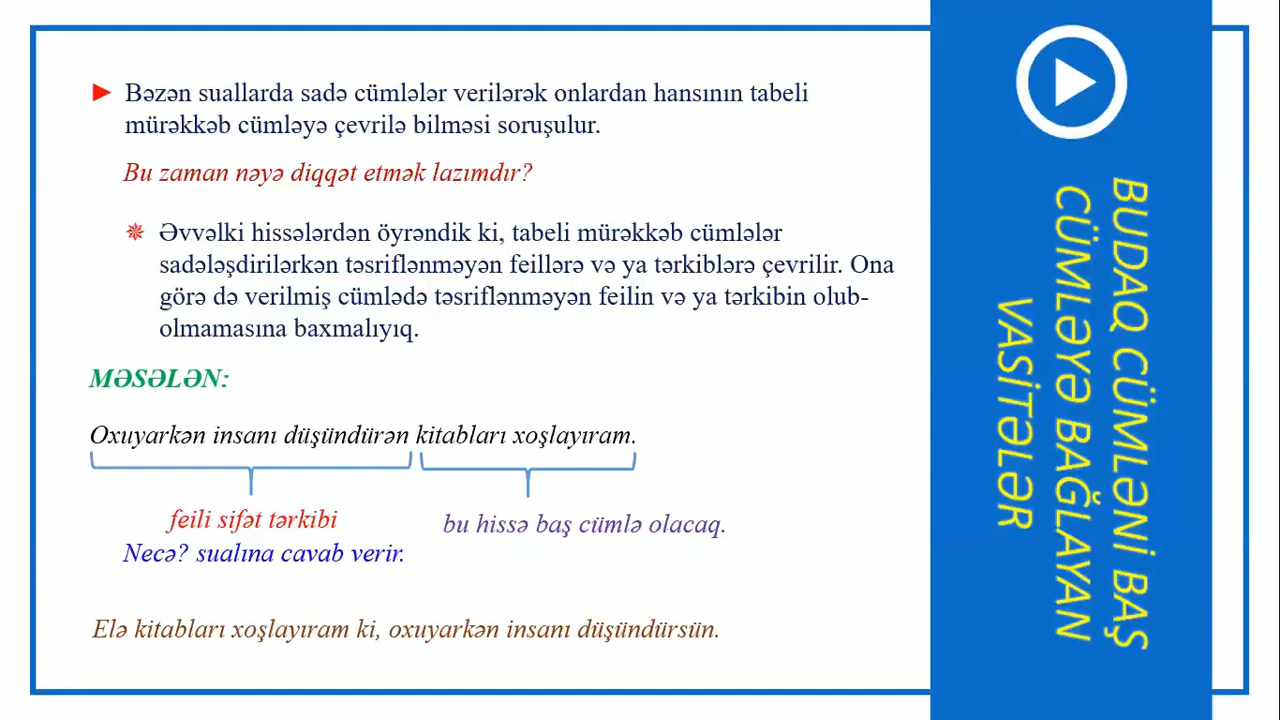 Bəzən suallarda sadə cümlələr verilərək onlardan hansının tabeli
mürəkkəb cümləyə çevrilə bilməsi soruşulur.
Bu zaman nəyə diqqət etmək lazımdır?
Əvvəlki hissələrdən öyrəndik ki, tabeli mürəkkəb cümlələr
sadələşdirilərkən təsriflənməyən feillərə və ya tərkiblərə çevrilir. Ona
görə də verilmiş cümlədə təsriflənməyən feilin və ya tərkibin olub-
olmamasına baxmalıyıq.
MƏSƏLƏN:
Oxuyarkən insanı düşündürən kitabları xoşlayıram.
feili sifət tərkibi
bu hissə baş cümlə olacaq.
Necə? sualına cavab verir.
Elə kitabları xoşlayıram ki, oxuyarkən insanı düşündürsün.
BUDAQ CÜMLƏNİ BAŞ
CÜMLƏYƏ BAĞLAYAN
VASİTƏLƏR